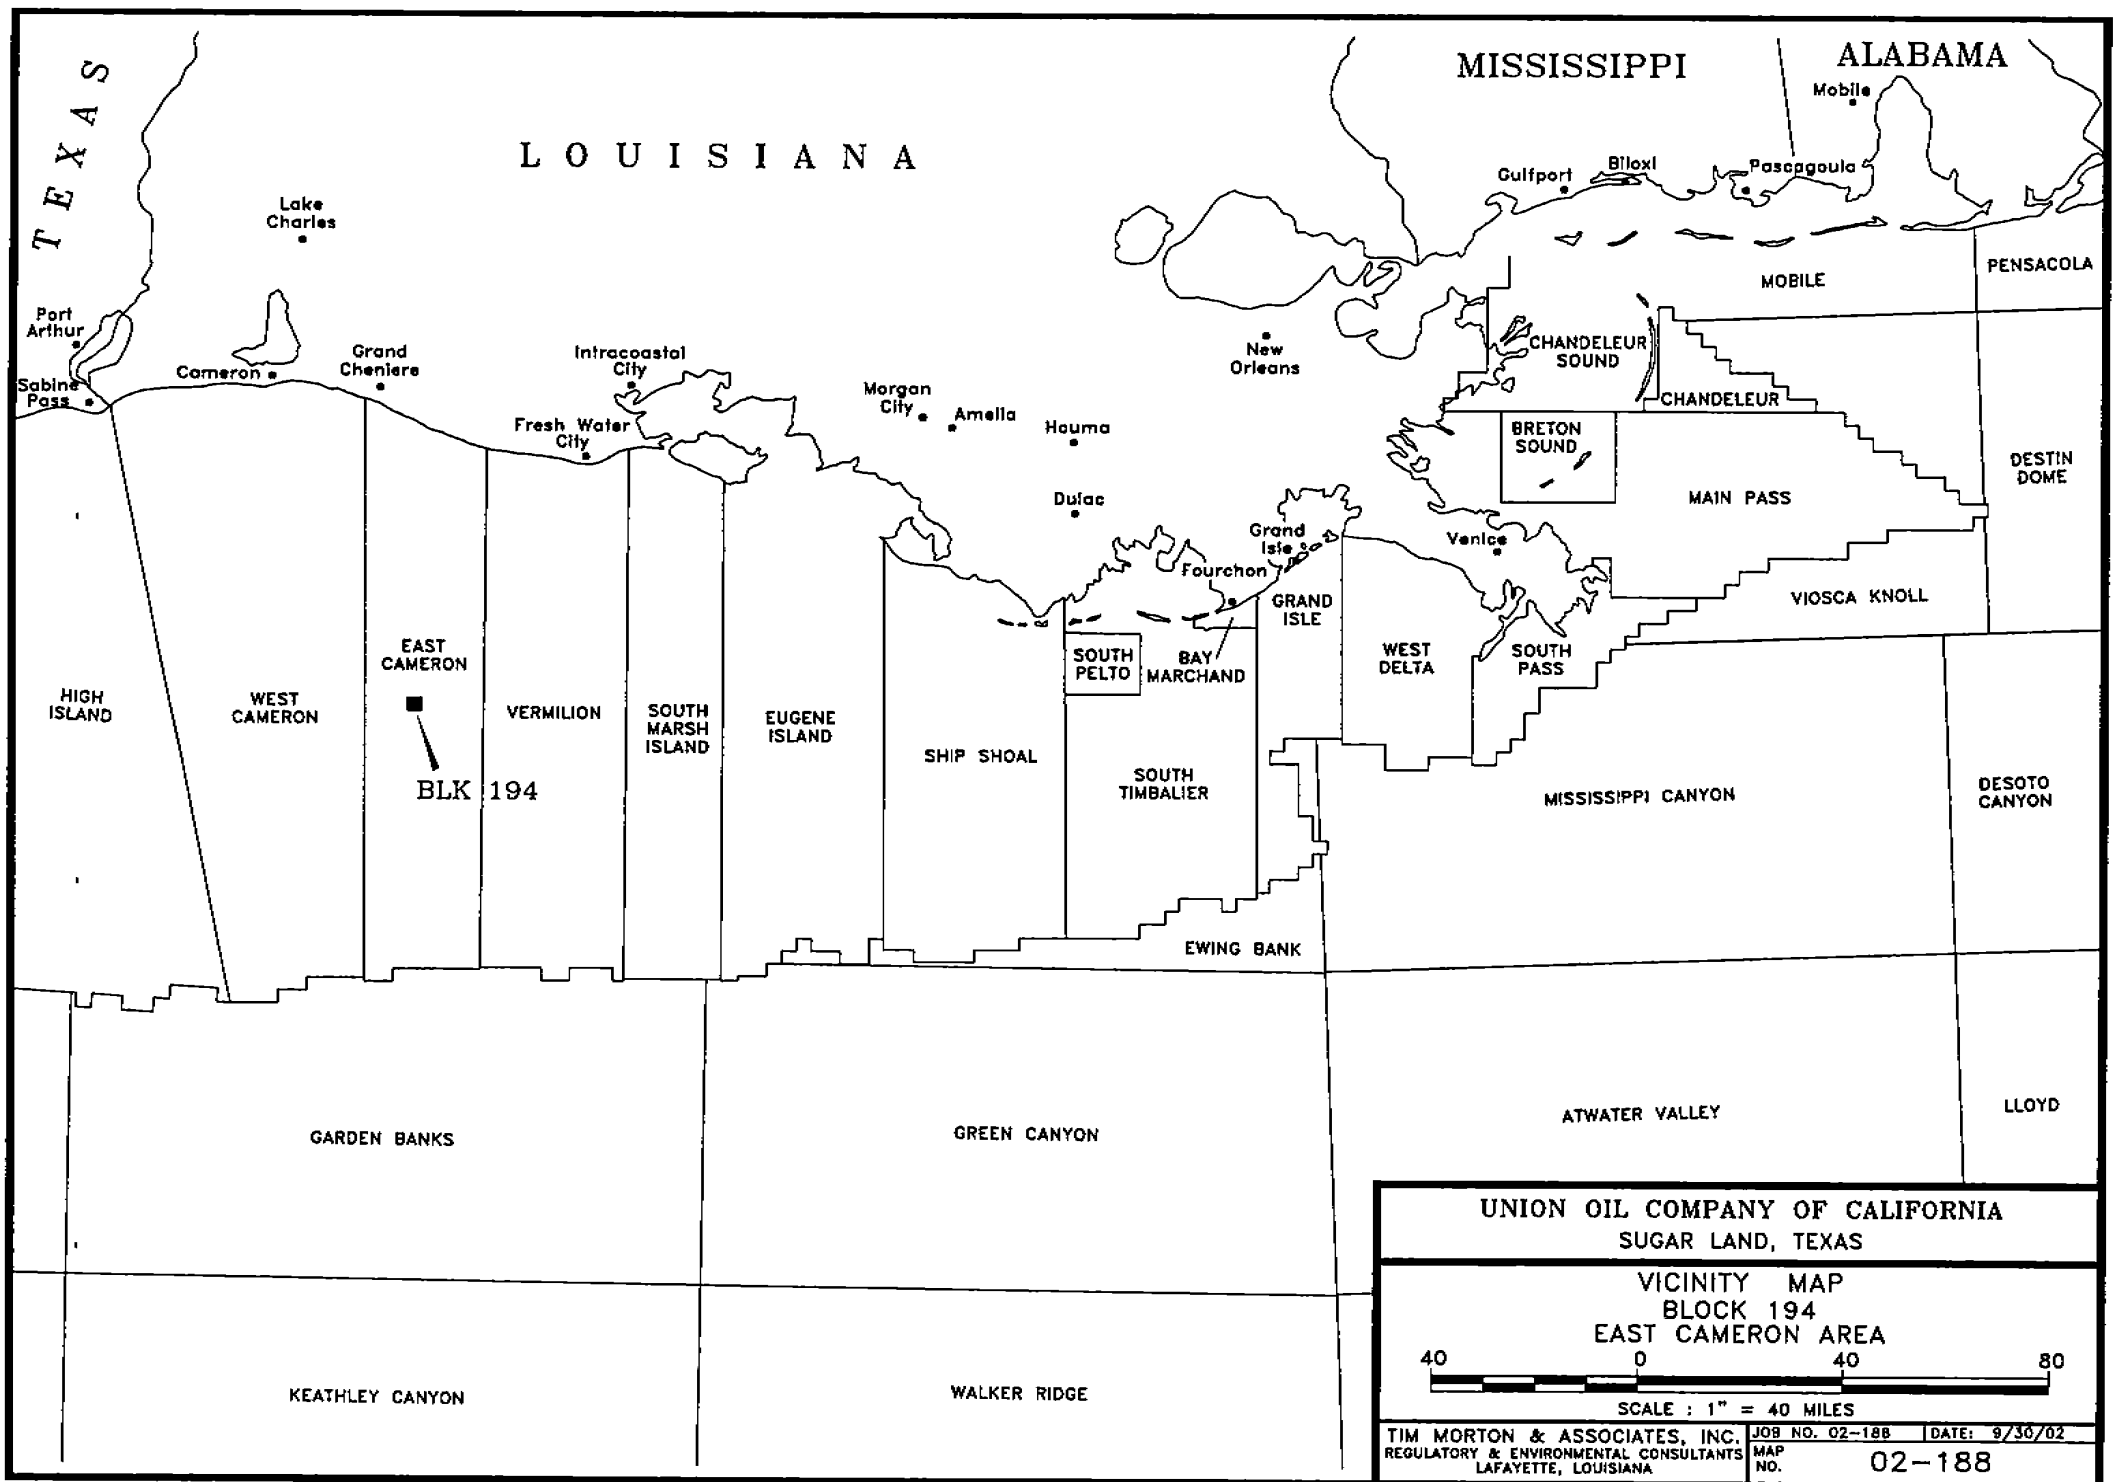 TEXAS
LOUISIANA
MISSISSIPPI
ALABAMA
Mobile
Gulfport
Biloxi
Pascagoula
Lake
Charles
Port
Arthur
Sabine
Pass
Cameron
Grand
Cheniere
Intracoastal
City
Fresh Water
City
Morgan
City
Amelia
Houma
Dulac
New
Orleans
Grand
Isle
Fourchon
Venice
MOBILE
PENSACOLA
CHANDELEUR
SOUND
CHANDELEUR
BRETON
SOUND
MAIN PASS
DESTIN
DOME
VIOSCA KNOLL
HIGH
ISLAND
WEST
CAMERON
EAST
CAMERON
BLK 194
VERMILION
SOUTH
MARSH
ISLAND
EUGENE
ISLAND
SHIP SHOAL
SOUTH
PELTO
BAY
MARCHAND
SOUTH
TIMBALIER
GRAND
ISLE
WEST
DELTA
SOUTH
PASS
MISSISSIPPI CANYON
DESOTO
CANYON
EWING BANK
GARDEN BANKS
GREEN CANYON
ATWATER VALLEY
LLOYD
KEATHLEY CANYON
WALKER RIDGE
UNION OIL COMPANY OF CALIFORNIA
SUGAR LAND, TEXAS
VICINITY MAP
BLOCK 194
EAST CAMERON AREA
40 0 40 80
SCALE : 1" = 40 MILES
TIM MORTON & ASSOCIATES, INC.
REGULATORY & ENVIRONMENTAL CONSULTANTS
LAFAYETTE, LOUISIANA
JOB NO. 02-188
DATE: 9/30/02
MAP
NO.
02-188